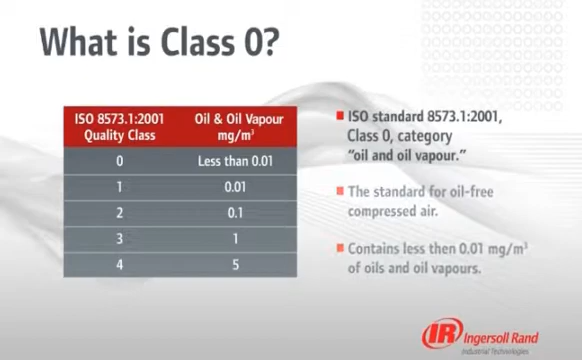 What is Class 0?
ISO 8573.1:2001 Quality Class
Oil & Oil Vapour mg/m³
0 Less than 0.01
1 0.01
2 0.1
3 1
4 5
ISO standard 8573.1:2001,
Class 0, category
“oil and oil vapour.”
The standard for oil-free
compressed air.
Contains less then 0.01 mg/m³
of oils and oil vapours.
IR Ingersoll Rand
Industrial Technologies